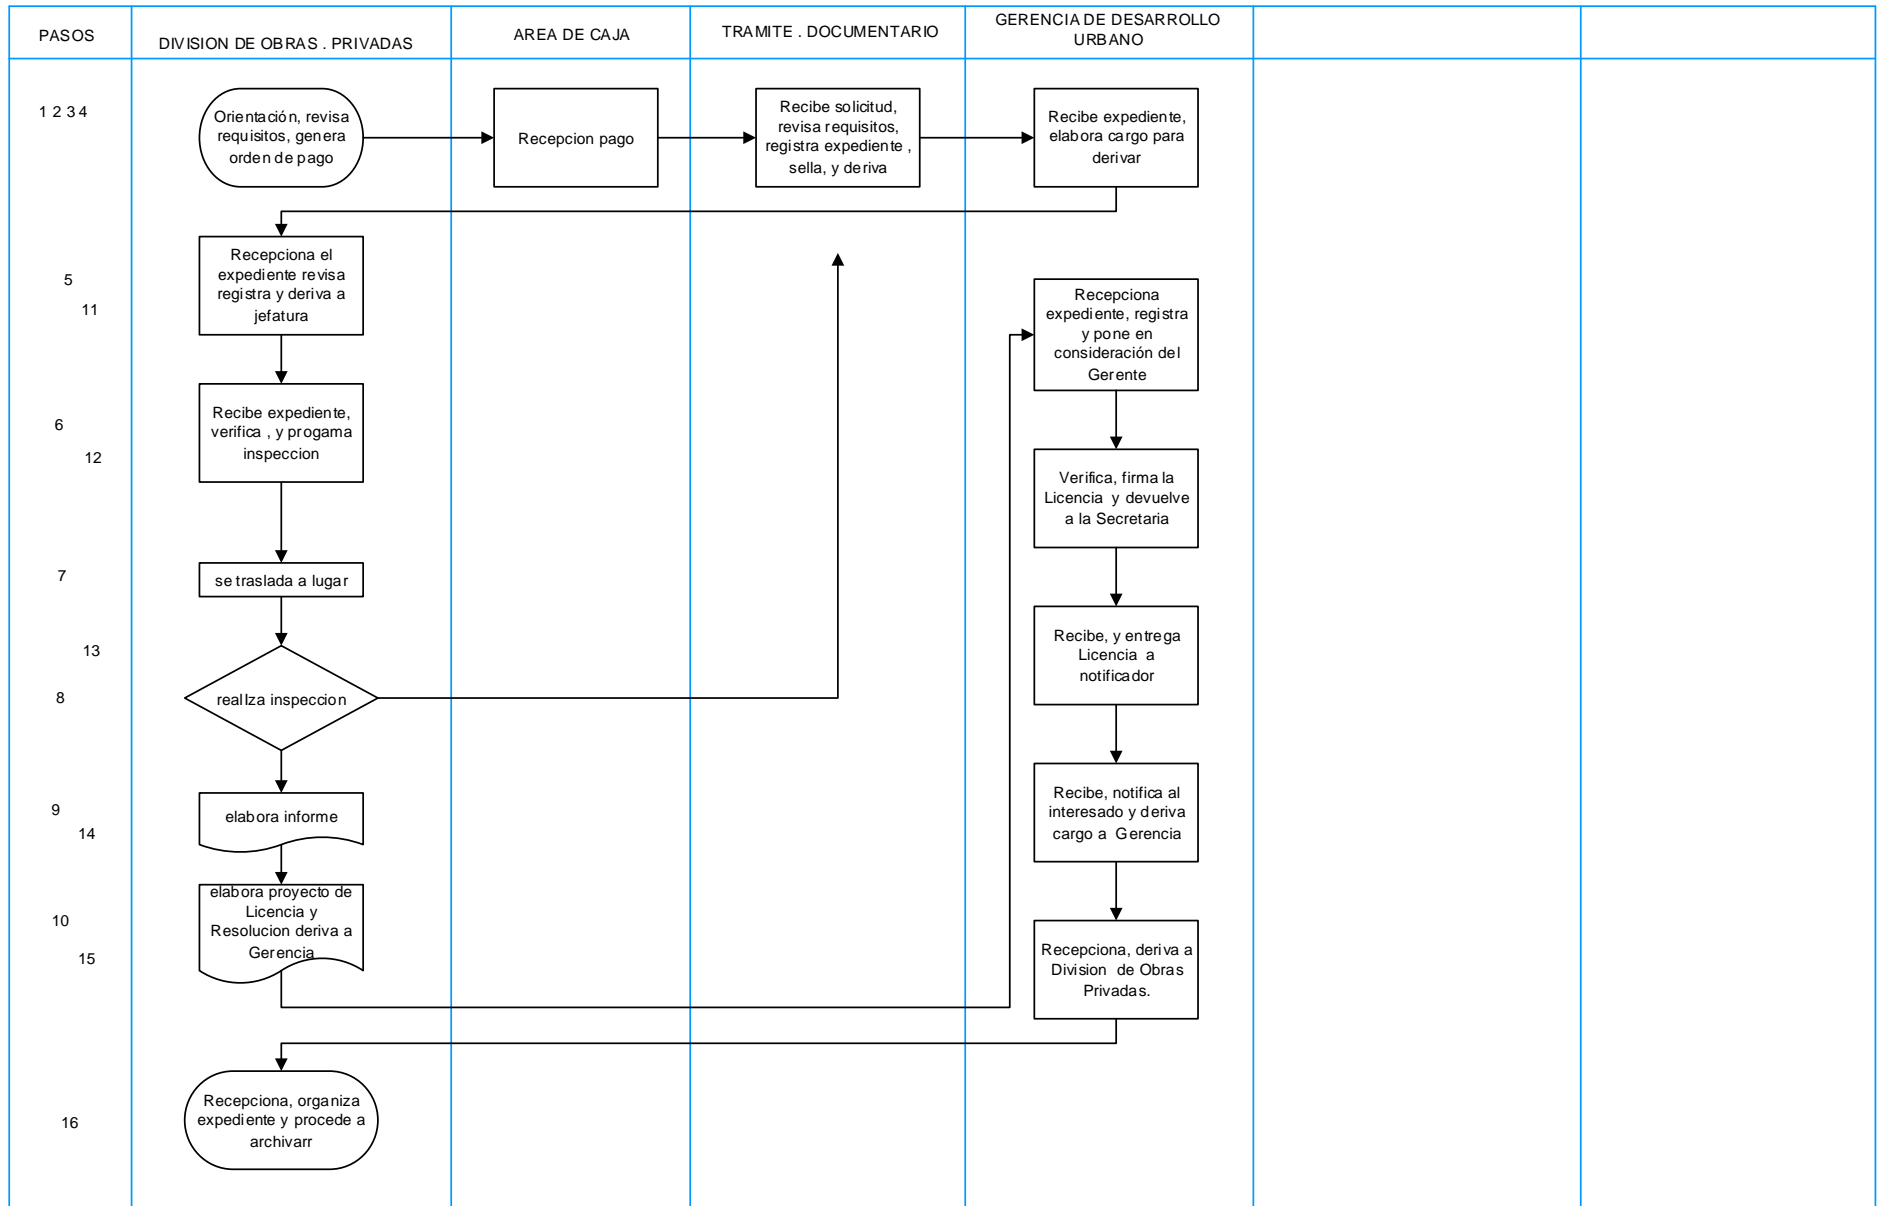 PASOS
DIVISION DE OBRAS . PRIVADAS
AREA DE CAJA
TRAMITE . DOCUMENTARIO
GERENCIA DE DESARROLLO
URBANO
1 2 3 4
Orientación, revisa
requisitos, genera
orden de pago
Recepcion pago
Recibe solicitud,
revisa requisitos,
registra expediente ,
sella, y deriva
Recibe expediente,
elabora cargo para
derivar
5
11
Recepciona el
expediente revisa
registra y deriva a
jefatura
Recepciona
expediente, registra
y pone en
consideración del
Gerente
6
12
Recibe expediente,
verifica , y progama
inspeccion
Verifica, firma la
Licencia y devuelve
a la Secretaria
7
se traslada a lugar
13
Recibe, y entrega
Licencia a
notificador
8
realIza inspeccion
9
14
elabora informe
Recibe, notifica al
interesado y deriva
cargo a Gerencia
10
15
elabora proyecto de
Licencia y
Resolucion deriva a
Gerencia
Recepciona, deriva a
Division de Obras
Privadas.
16
Recepciona, organiza
expediente y procede a
archivarr